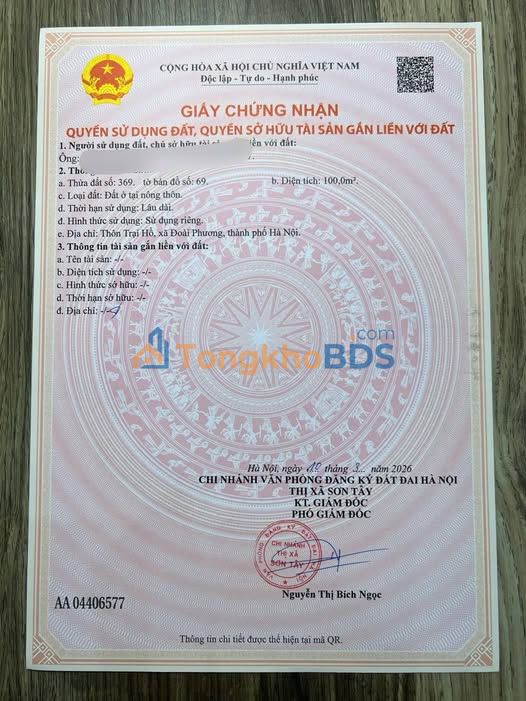 CỘNG HÒA XÃ HỘI CHỦ NGHĨA VIỆT NAM
Độc lập - Tự do - Hạnh phúc
GIẤY CHỨNG NHẬN
QUYỀN SỬ DỤNG ĐẤT, QUYỀN SỞ HỮU TÀI SẢN GẮN LIỀN VỚI ĐẤT
1. Người sử dụng đất, chủ sở hữu tài liền với đất:
Ông:
2.
a. Thửa đất số: 369. tờ bản đồ số: 69. b. Diện tích: 100,0m².
c. Loại đất: Đất ở tại nông thôn.
d. Thời hạn sử dụng: Lâu dài.
đ. Hình thức sử dụng: Sử dụng riêng.
e. Địa chỉ: Thôn Trại Hồ, xã Đoài Phương, thành phố Hà Nội.
3. Thông tin tài sản gắn liền với đất:
a. Tên tài sản: -/-
b. Diện tích sử dụng: -/-
c. Hình thức sở hữu: -/-
d. Thời hạn sở hữu: -/-
đ. Địa chỉ: -/-
TongkhoBDS.com
Hà Nội, ngày tháng 3 năm 2026
CHI NHÁNH VĂN PHÒNG ĐĂNG KÝ ĐẤT ĐAI HÀ NỘI
THỊ XÃ SƠN TÂY
KT. GIÁM ĐỐC
PHÓ GIÁM ĐỐC
CHI NHÁNH
THỊ XÃ
SƠN TÂY
Nguyễn Thị Bích Ngọc
AA 04406577
Thông tin chi tiết được thể hiện tại mã QR.